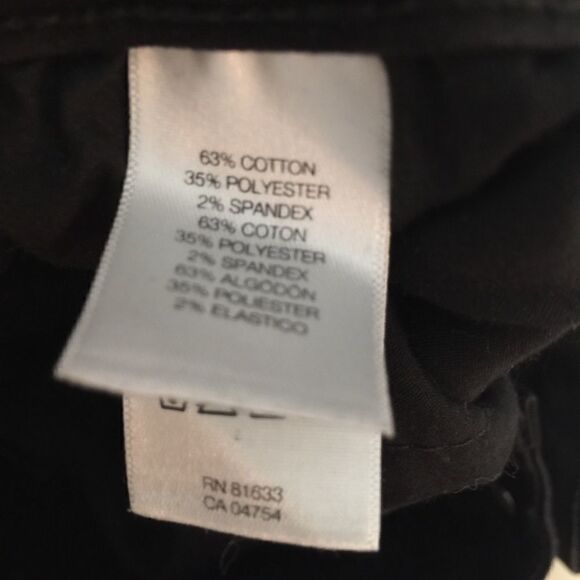 63% COTTON
35% POLYESTER
2% SPANDEX
63% COTON
35% POLYESTER
2% SPANDEX
63% ALGODÓN
35% POLIESTER
2% ELASTICO
RN 81633
CA 04754